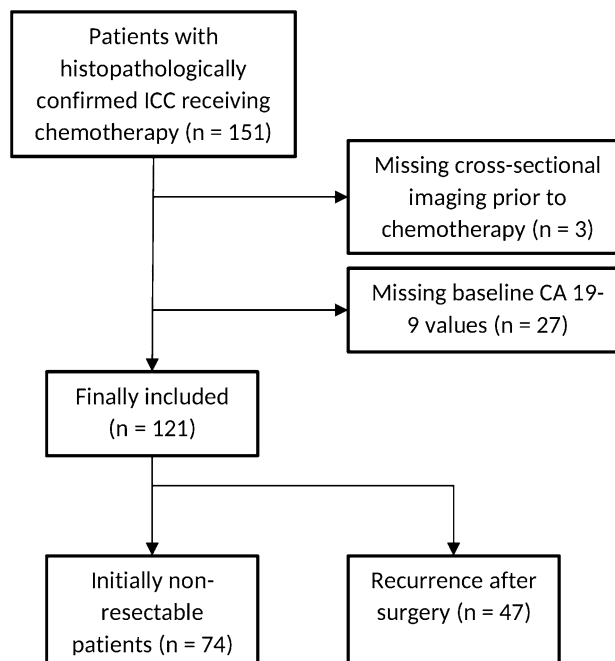 Patients with
histopathologically
confirmed ICC receiving
chemotherapy (n = 151)
Missing cross-sectional
imaging prior to
chemotherapy (n = 3)
Missing baseline CA 19-
9 values (n = 27)
Finally included
(n = 121)
Initially non-
resectable
patients (n = 74)
Recurrence after
surgery (n = 47)